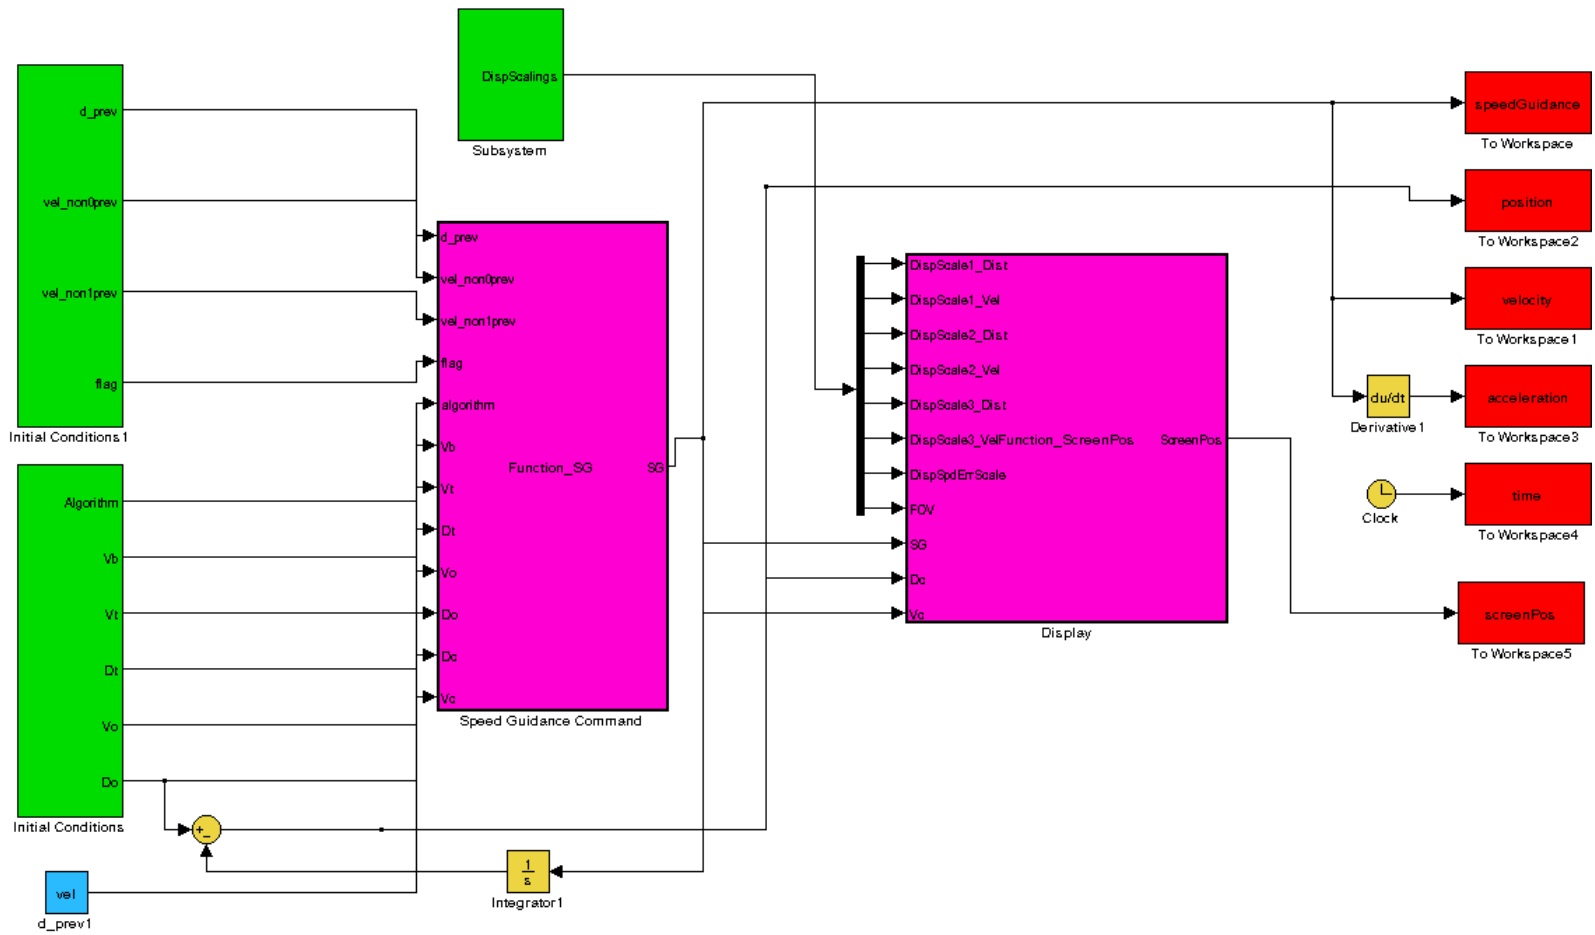 d_prev
vel_non0prev
vel_non1prev
flag
Initial Conditions1
Algorithm
Vb
Vt
Dt
Vo
Do
Initial Conditions
vel
d_prev1
DispScalings
Subsystem
d_prev
vel_non0prev
vel_non1prev
flag
algorithm
Vb
Vt
Dt
Vo
Do
Dc
Vc
Function_SG
SG
Speed Guidance Command
+
_
1
s
Integrator1
DispScale1_Dist
DispScale1_Vel
DispScale2_Dist
DispScale2_Vel
DispScale3_Dist
DispScale3_Vel
Function_ScreenPos
ScreenPos
DispSpdErrScale
FOV
SG
Dc
Vc
Display
speedGuidance
To Workspace
position
To Workspace2
velocity
To Workspace1
du/dt
Derivative1
acceleration
To Workspace3
Clock
time
To Workspace4
screenPos
To Workspace5